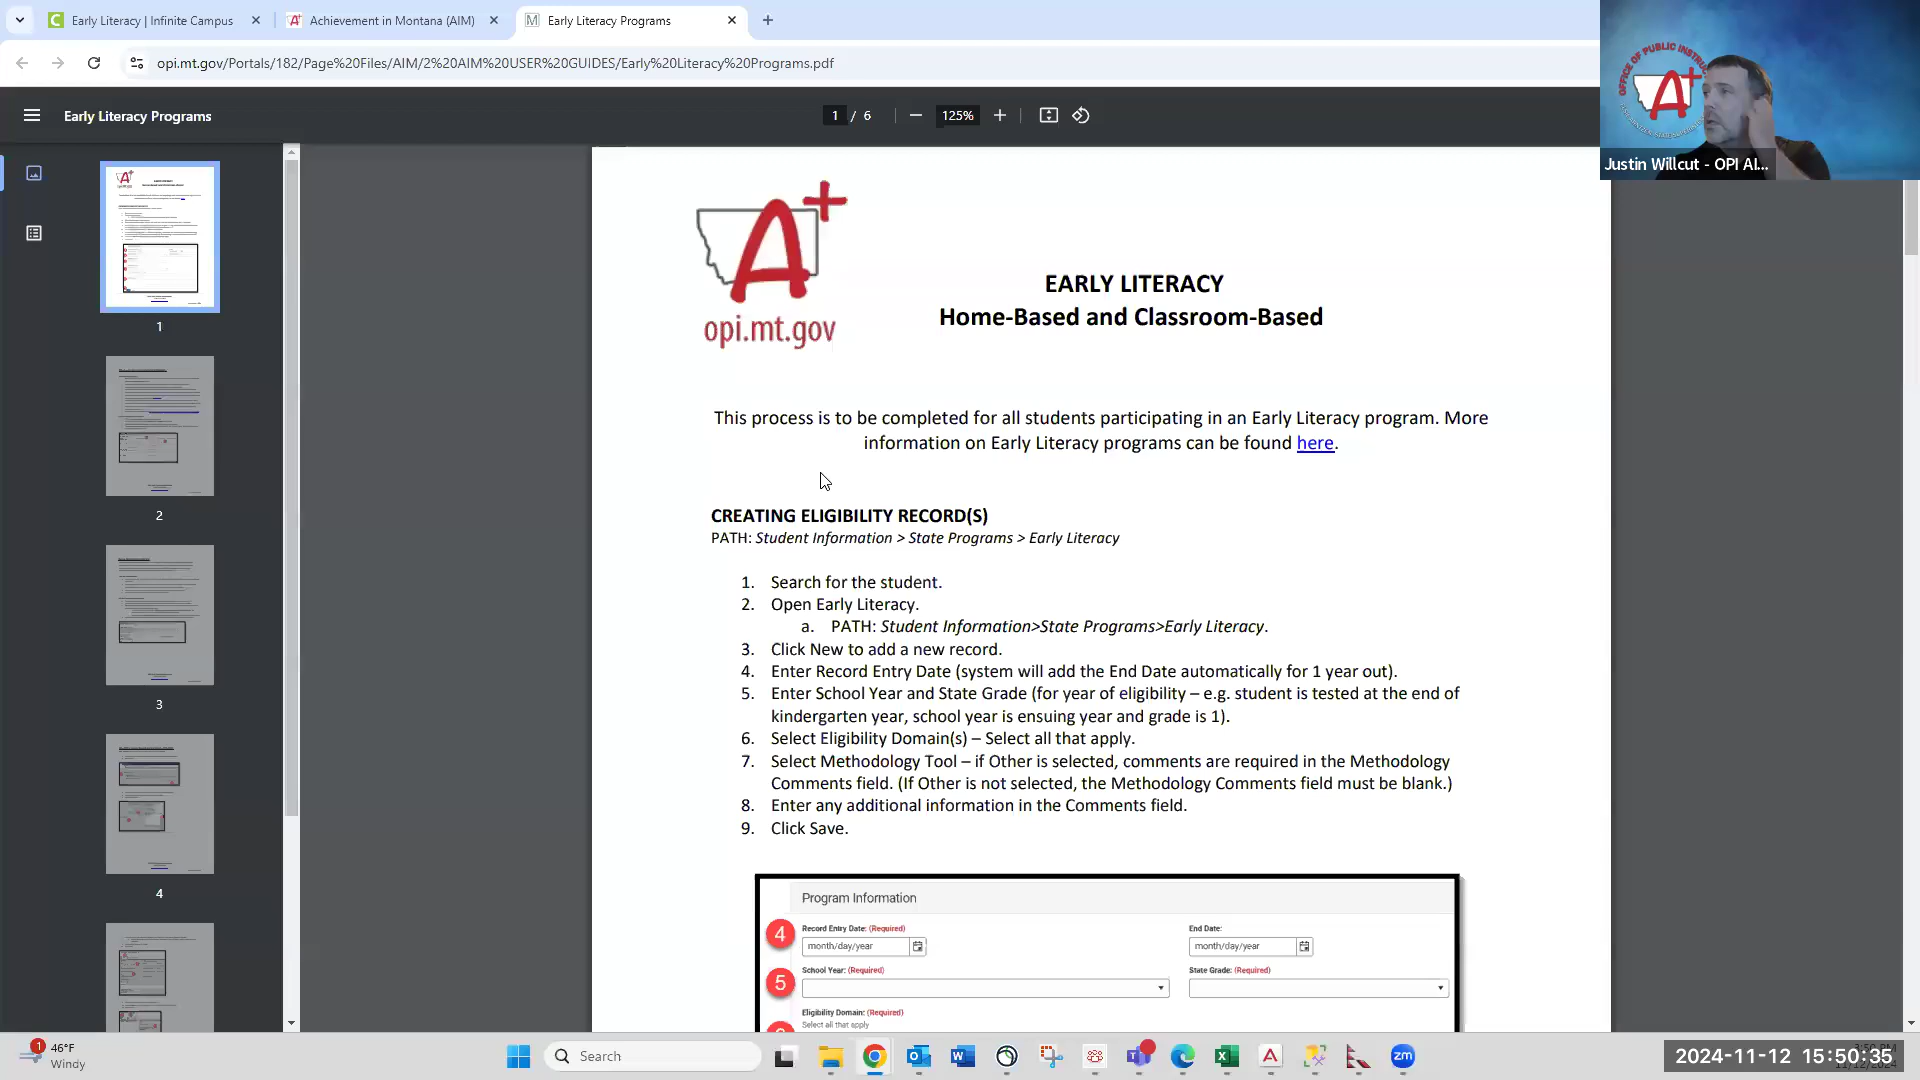 Early Literacy | Infinite Campus
Achievement in Montana (AIM)
Early Literacy Programs
opi.mt.gov/Portals/182/Page%20Files/AIM/2%20AIM%20USER%20GUIDES/Early%20Literacy%20Programs.pdf
Early Literacy Programs
1 / 6
125%
Justin Willcut - OPI AI...
1
2
3
4
A+
opi.mt.gov
EARLY LITERACY
Home-Based and Classroom-Based
This process is to be completed for all students participating in an Early Literacy program. More
information on Early Literacy programs can be found here.
CREATING ELIGIBILITY RECORD(S)
PATH: Student Information > State Programs > Early Literacy
1. Search for the student.
2. Open Early Literacy.
a. PATH: Student Information>State Programs>Early Literacy.
3. Click New to add a new record.
4. Enter Record Entry Date (system will add the End Date automatically for 1 year out).
5. Enter School Year and State Grade (for year of eligibility – e.g. student is tested at the end of
kindergarten year, school year is ensuing year and grade is 1).
6. Select Eligibility Domain(s) – Select all that apply.
7. Select Methodology Tool – if Other is selected, comments are required in the Methodology
Comments field. (If Other is not selected, the Methodology Comments field must be blank.)
8. Enter any additional information in the Comments field.
9. Click Save.
Program Information
4
Record Entry Date: (Required)
End Date:
month/day/year
month/day/year
5
School Year: (Required)
State Grade: (Required)
Eligibility Domain: (Required)
Select all that apply
1
46°F
Windy
Search
zm
2024-11-12 15:50:35